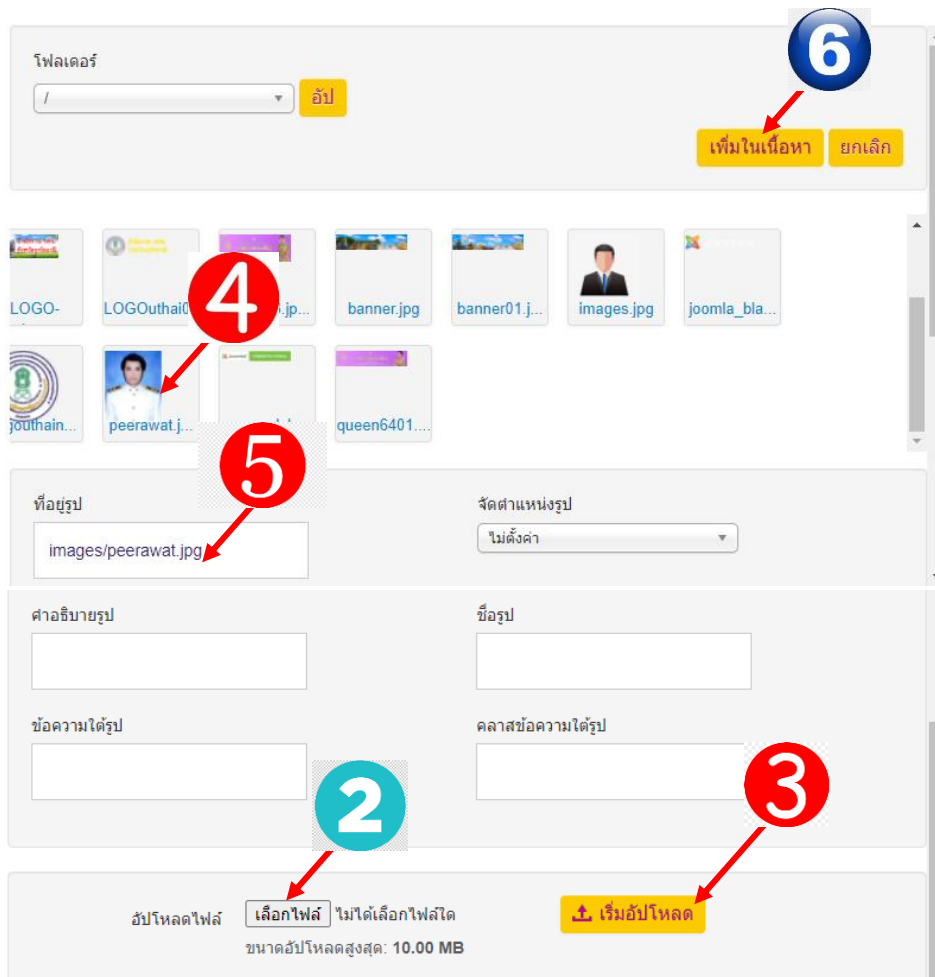 6
โฟลเดอร์
/ อัป
เพิ่มในเนื้อหา ยกเลิก
4
LOGO- LOGOuthai0 .jp... banner.jpg banner01.j... images.jpg joomla_bla...
outhain... peerawat.j... queen6401....
5
ที่อยู่รูป จัดตำแหน่งรูป
images/peerawat.jpg ไม่ตั้งค่า
คำอธิบายรูป ชื่อรูป
ข้อความใต้รูป คลาสข้อความใต้รูป
2 3
อัปโหลดไฟล์ เลือกไฟล์ ไม่ได้เลือกไฟล์ใด เริ่มอัปโหลด
ขนาดอัปโหลดสูงสุด: 10.00 MB